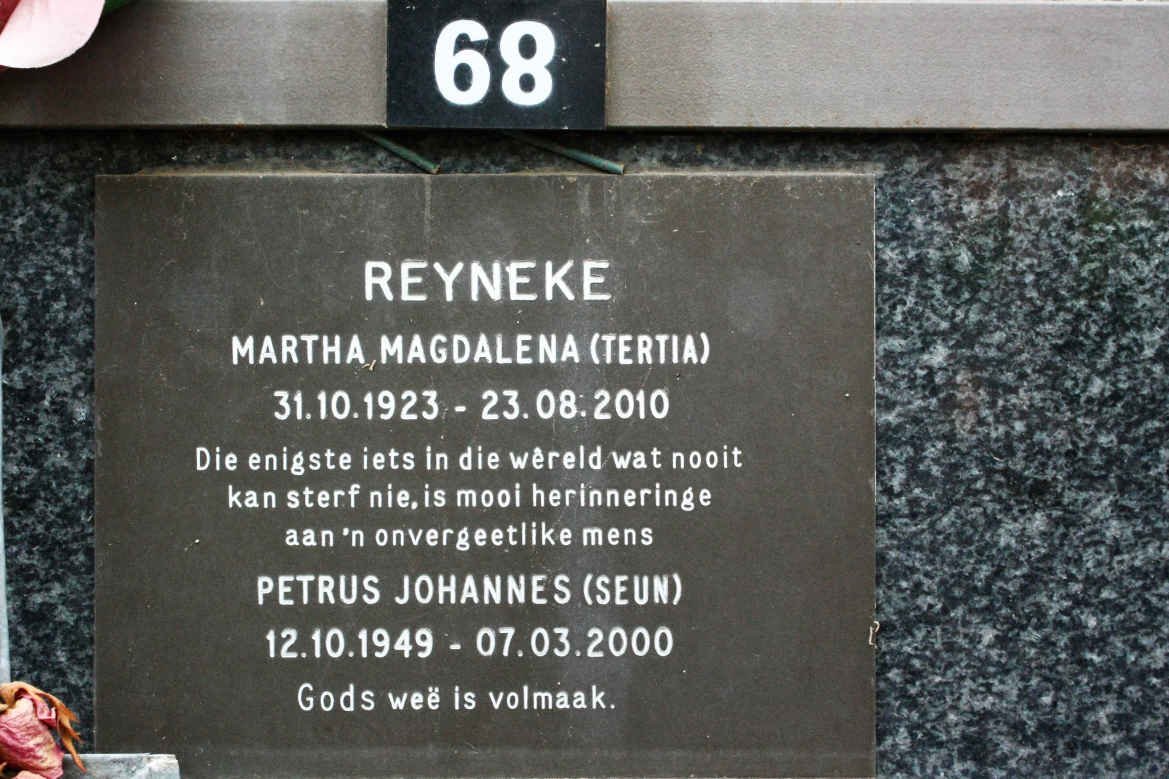 68
REYNEKE
MARTHA MAGDALENA (TERTIA)
31.10.1923 - 23.08.2010
Die enigste iets in die wêreld wat nooit
kan sterf nie, is mooi herinneringe
aan 'n onvergeetlike mens
PETRUS JOHANNES (SEUN)
12.10.1949 - 07.03.2000
Gods weë is volmaak.